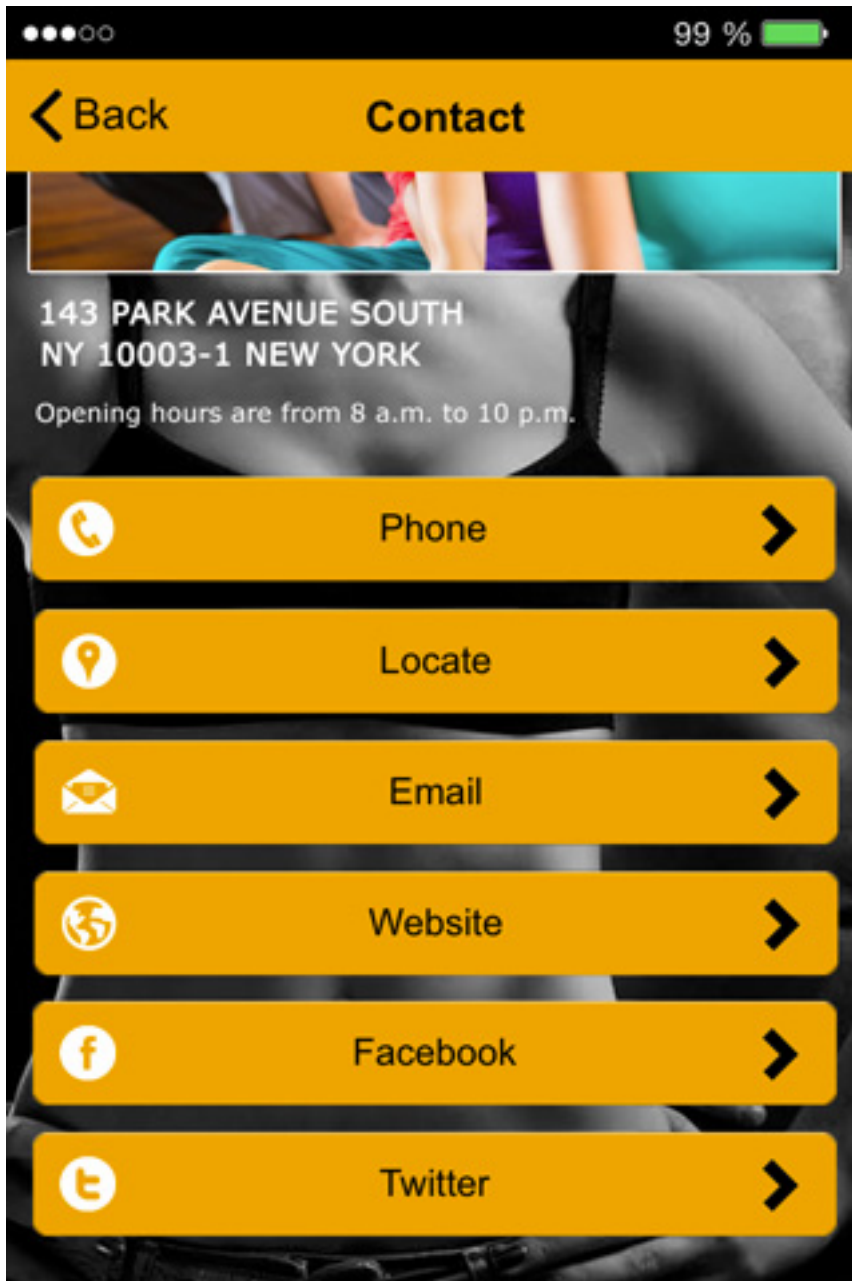 99 %
Back
Contact
143 PARK AVENUE SOUTH
NY 10003-1 NEW YORK
Opening hours are from 8 a.m. to 10 p.m.
Phone
Locate
Email
Website
Facebook
Twitter